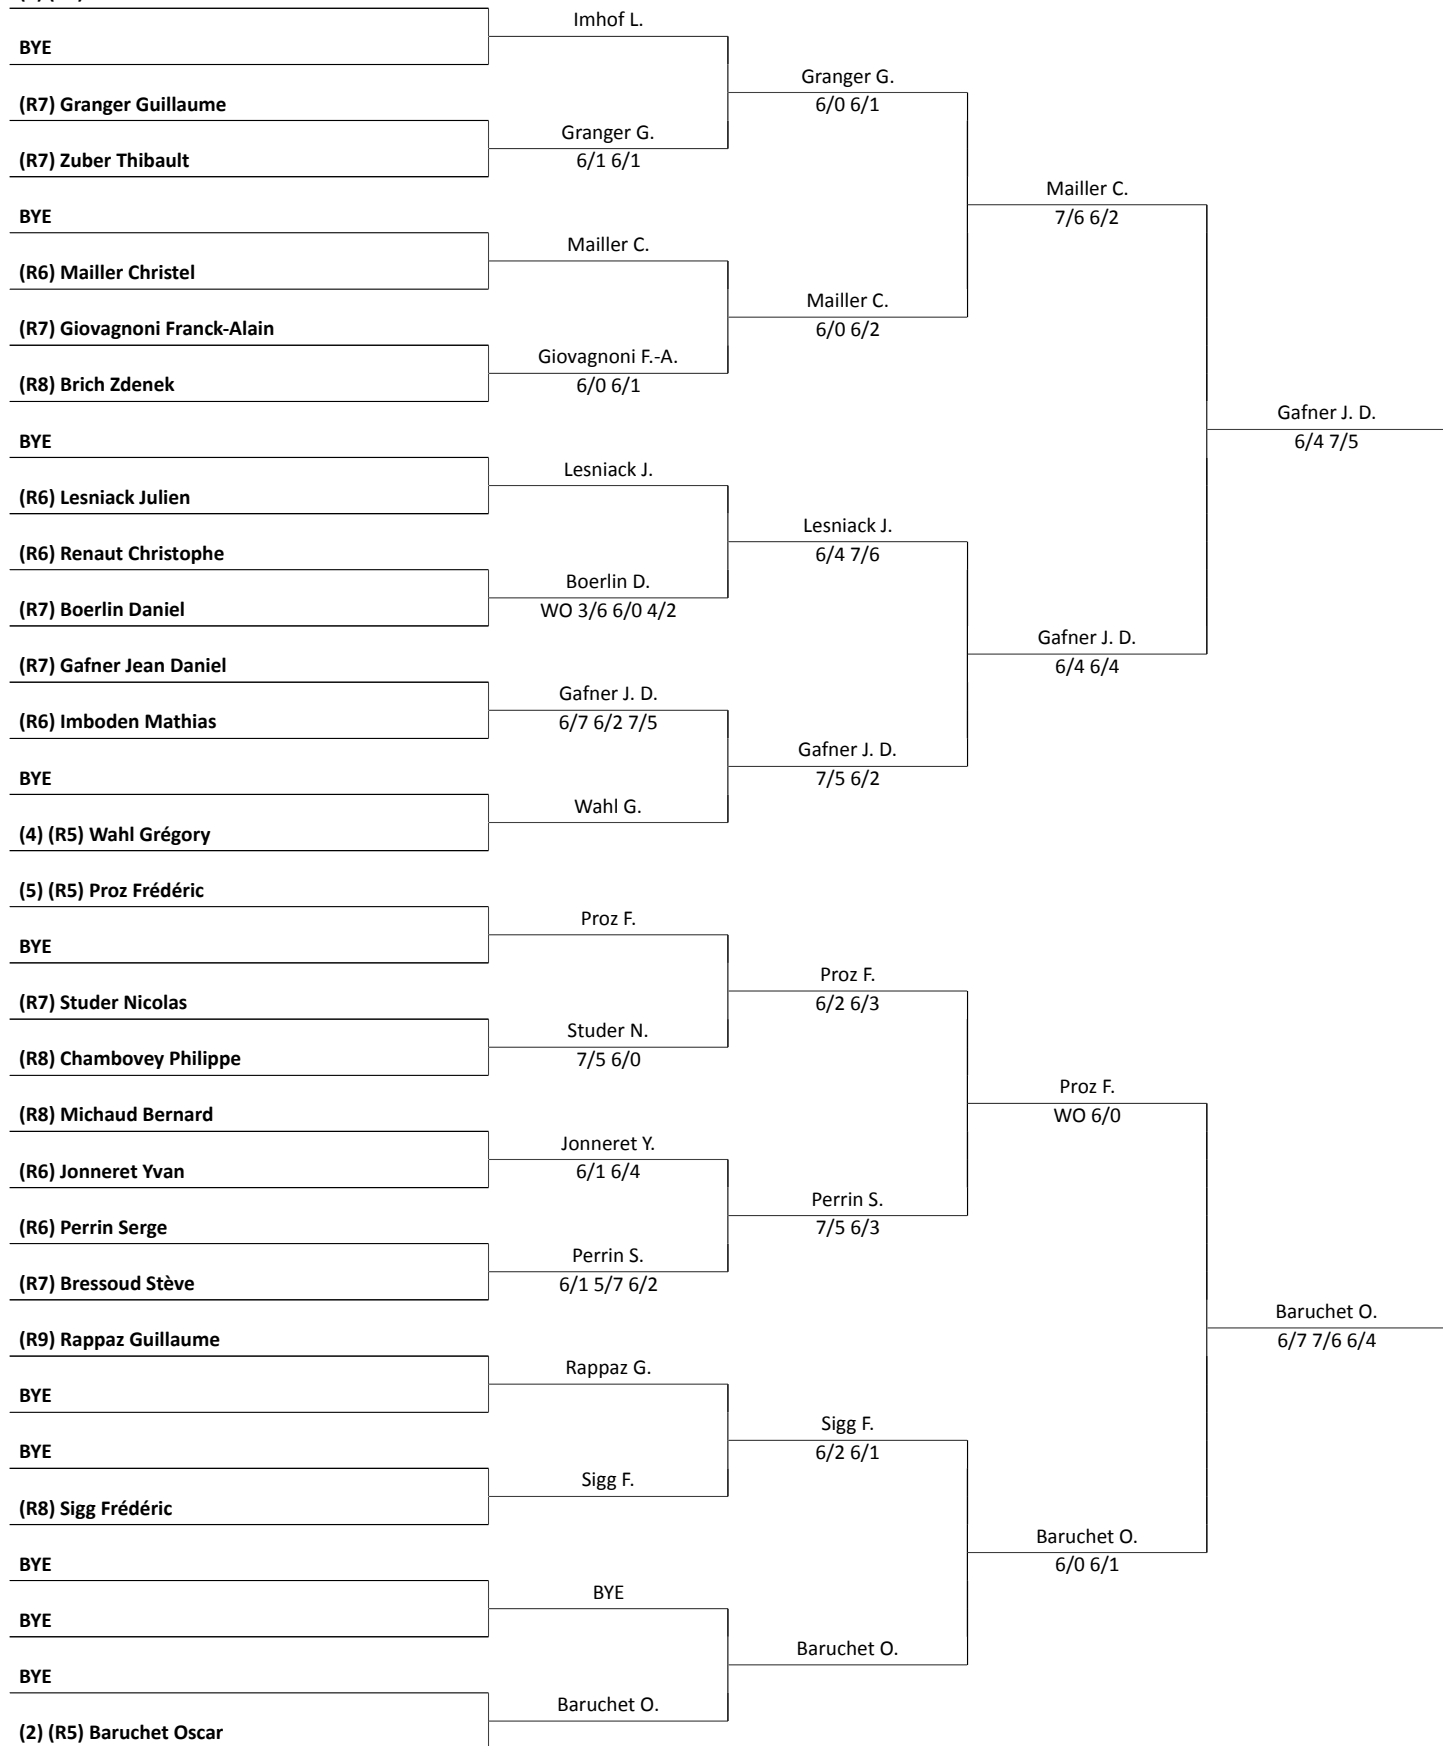 Imhof L.
BYE
Granger G.
(R7) Granger Guillaume
6/0 6/1
Granger G.
(R7) Zuber Thibault
6/1 6/1
Mailler C.
BYE
7/6 6/2
Mailler C.
(R6) Mailler Christel
Mailler C.
(R7) Giovagnoni Franck-Alain
6/0 6/2
Giovagnoni F.-A.
(R8) Brich Zdenek
6/0 6/1
Gafner J. D.
BYE
6/4 7/5
Lesniack J.
(R6) Lesniack Julien
Lesniack J.
(R6) Renaut Christophe
6/4 7/6
Boerlin D.
(R7) Boerlin Daniel
WO 3/6 6/0 4/2
Gafner J. D.
(R7) Gafner Jean Daniel
6/4 6/4
Gafner J. D.
(R6) Imboden Mathias
6/7 6/2 7/5
Gafner J. D.
BYE
7/5 6/2
Wahl G.
(4) (R5) Wahl Grégory
(5) (R5) Proz Frédéric
Proz F.
BYE
Proz F.
(R7) Studer Nicolas
6/2 6/3
Studer N.
(R8) Chambovey Philippe
7/5 6/0
Proz F.
(R8) Michaud Bernard
WO 6/0
Jonneret Y.
(R6) Jonneret Yvan
6/1 6/4
Perrin S.
(R6) Perrin Serge
7/5 6/3
Perrin S.
(R7) Bressoud Stève
6/1 5/7 6/2
Baruchet O.
(R9) Rappaz Guillaume
6/7 7/6 6/4
Rappaz G.
BYE
Sigg F.
BYE
6/2 6/1
Sigg F.
(R8) Sigg Frédéric
Baruchet O.
BYE
6/0 6/1
BYE
BYE
Baruchet O.
BYE
Baruchet O.
(2) (R5) Baruchet Oscar